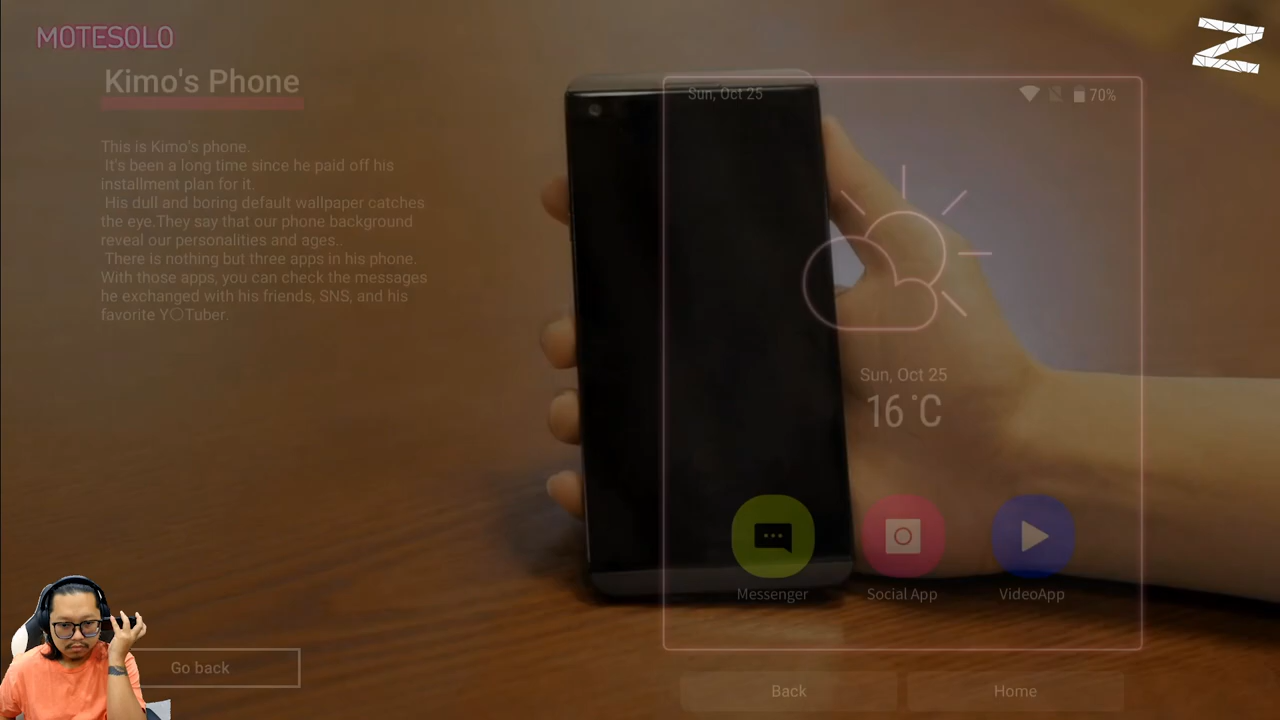 MOTESOLO
Kimo's Phone
This is Kimo's phone.
It's been a long time since he paid off his
installment plan for it.
His dull and boring default wallpaper catches
the eye.They say that our phone background
reveal our personalities and ages..
There is nothing but three apps in his phone.
With those apps, you can check the messages
he exchanged with his friends, SNS, and his
favorite Y○Tuber.
Go back
Z
Sun, Oct 25
70%
Sun, Oct 25
16°C
Messenger
Social App
VideoApp
Back
Home